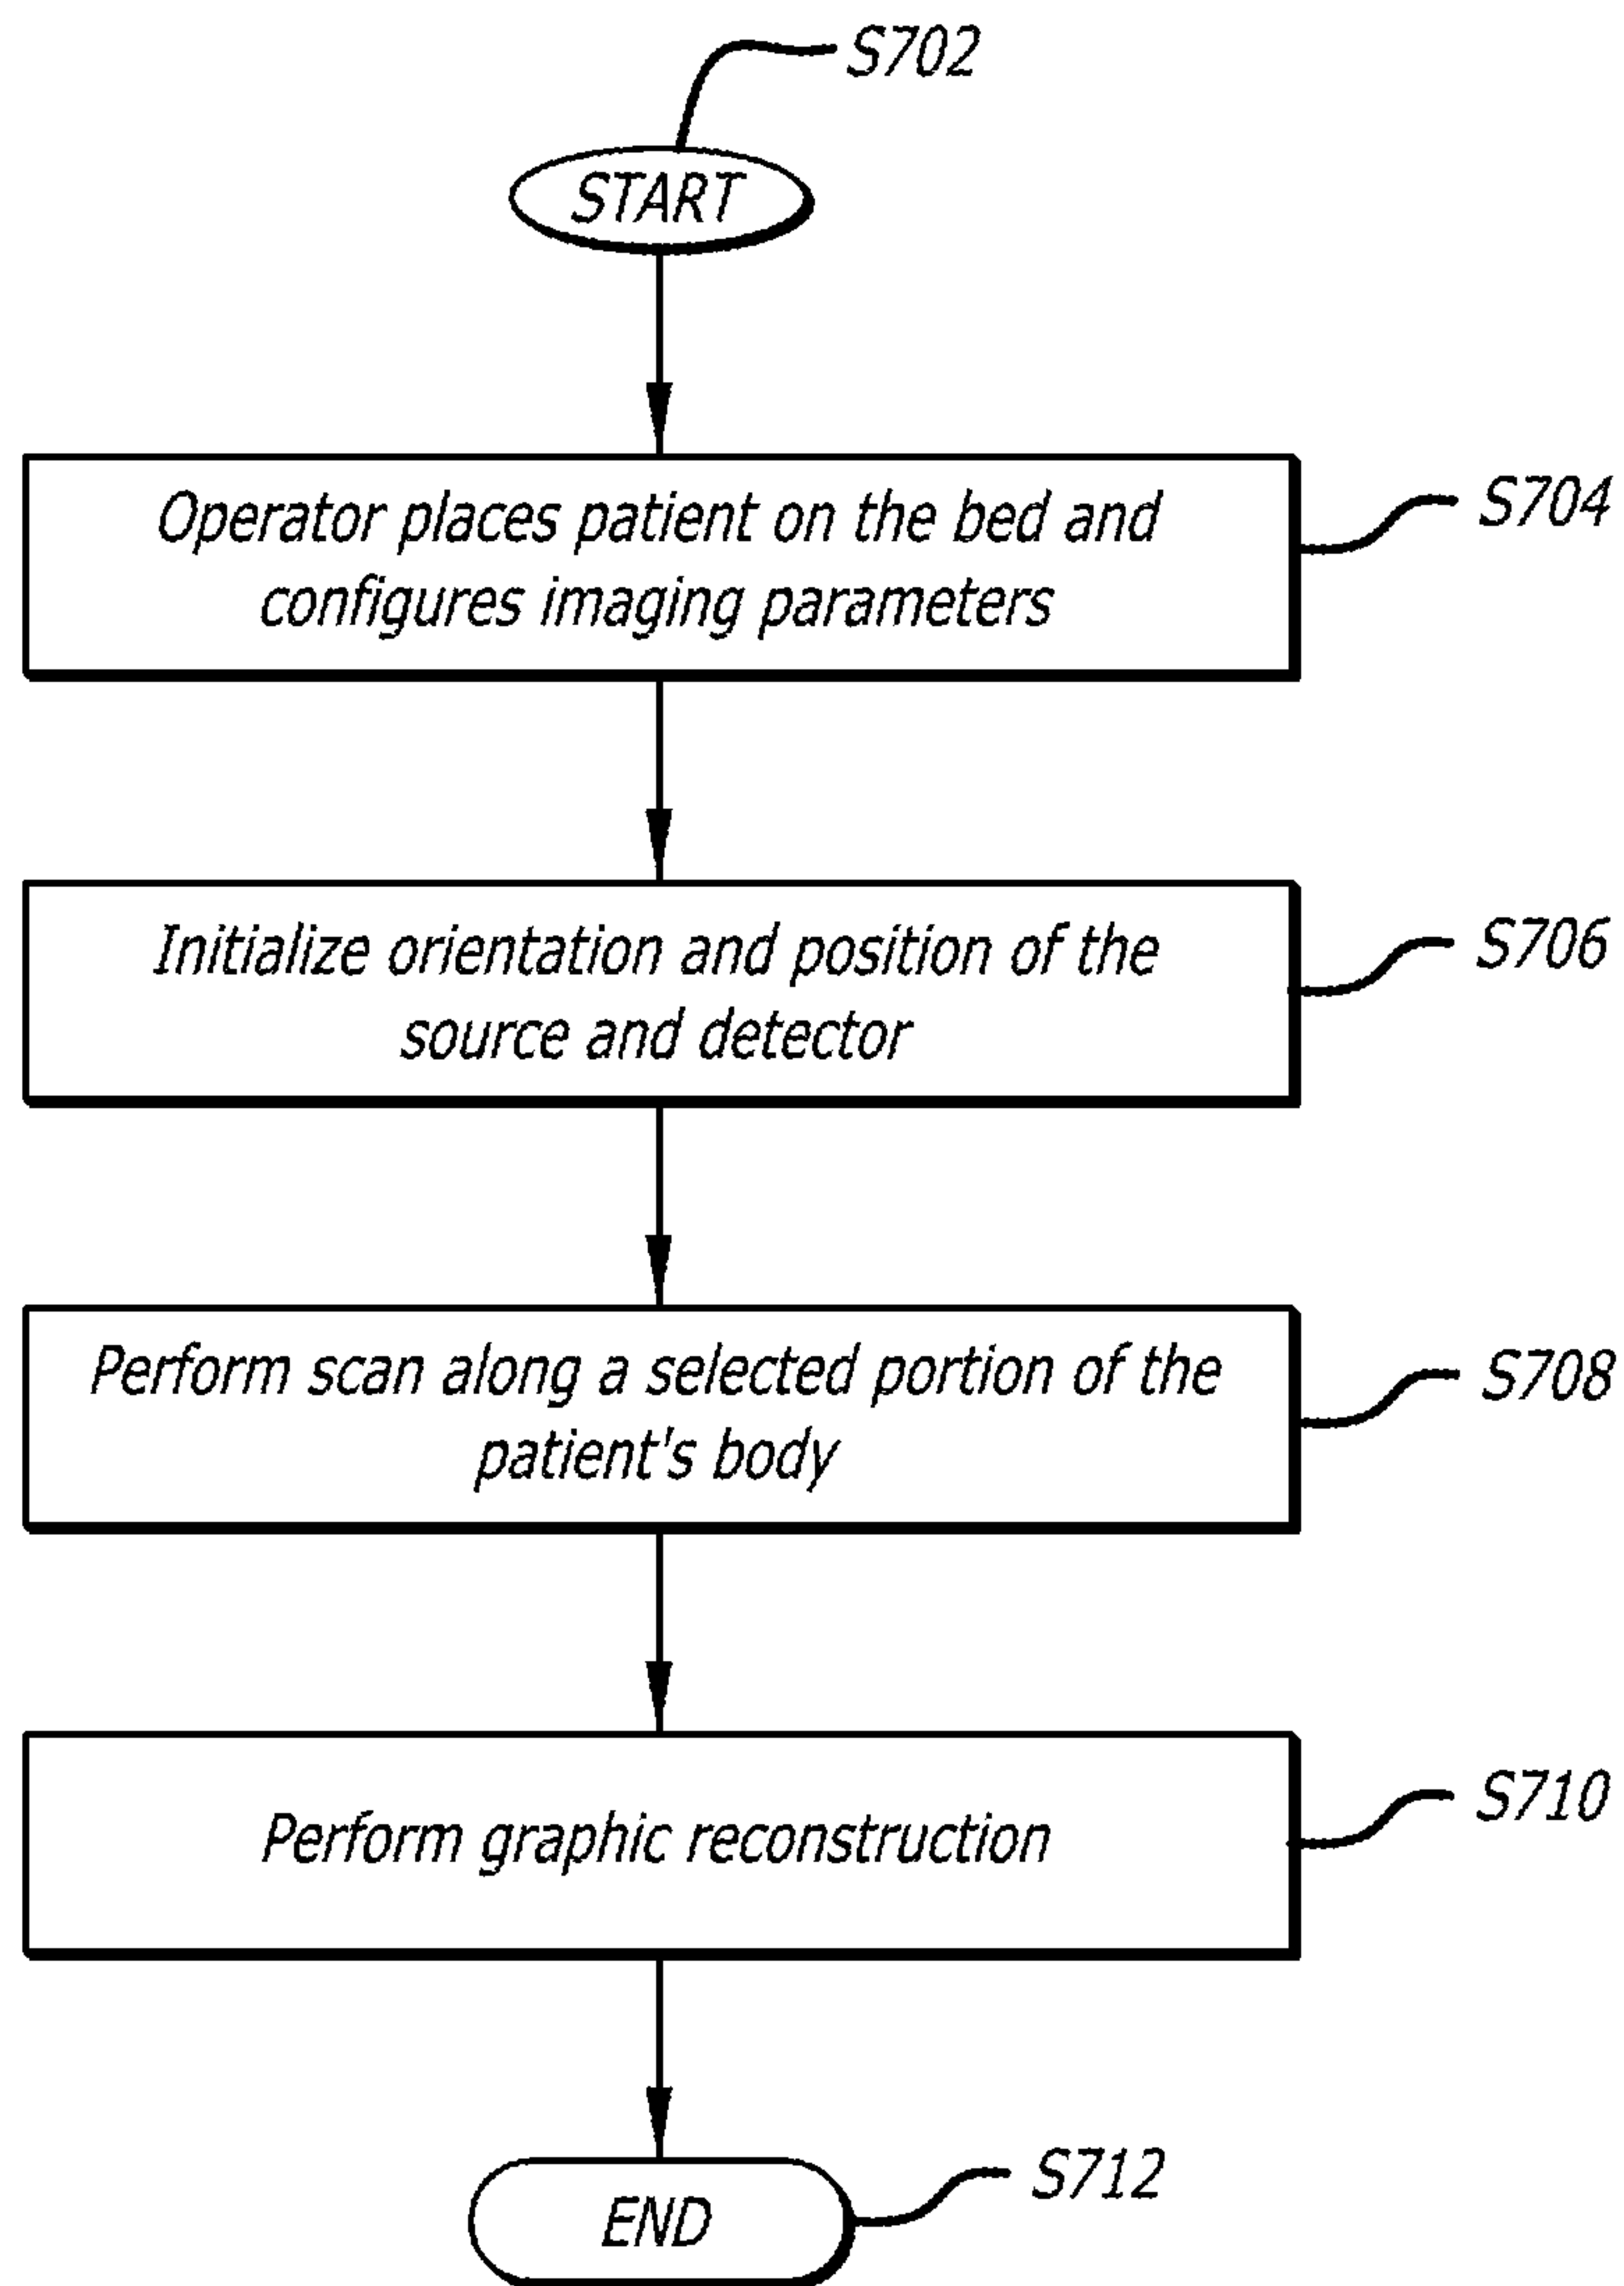 S702
START
Operator places patient on the bed and
configures imaging parameters
S704
Initialize orientation and position of the
source and detector
S706
Perform scan along a selected portion of the
patient's body
S708
Perform graphic reconstruction
S710
END
S712